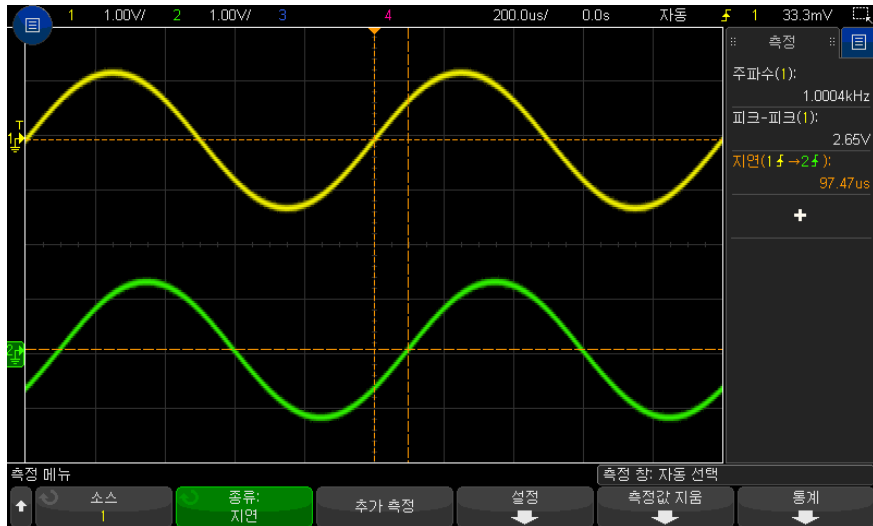 1 1.00V/ 2 1.00V/ 3 4 200.0us/ 0.0s 자동 1 33.3mV
측정
주파수(1):
1.0004kHz
피크-피크(1):
2.65V
지연(1→2):
97.47us
T
1
2
측정 메뉴
측정 창: 자동 선택
소스
1
종류:
지연
추가 측정
설정
측정값 지움
통계